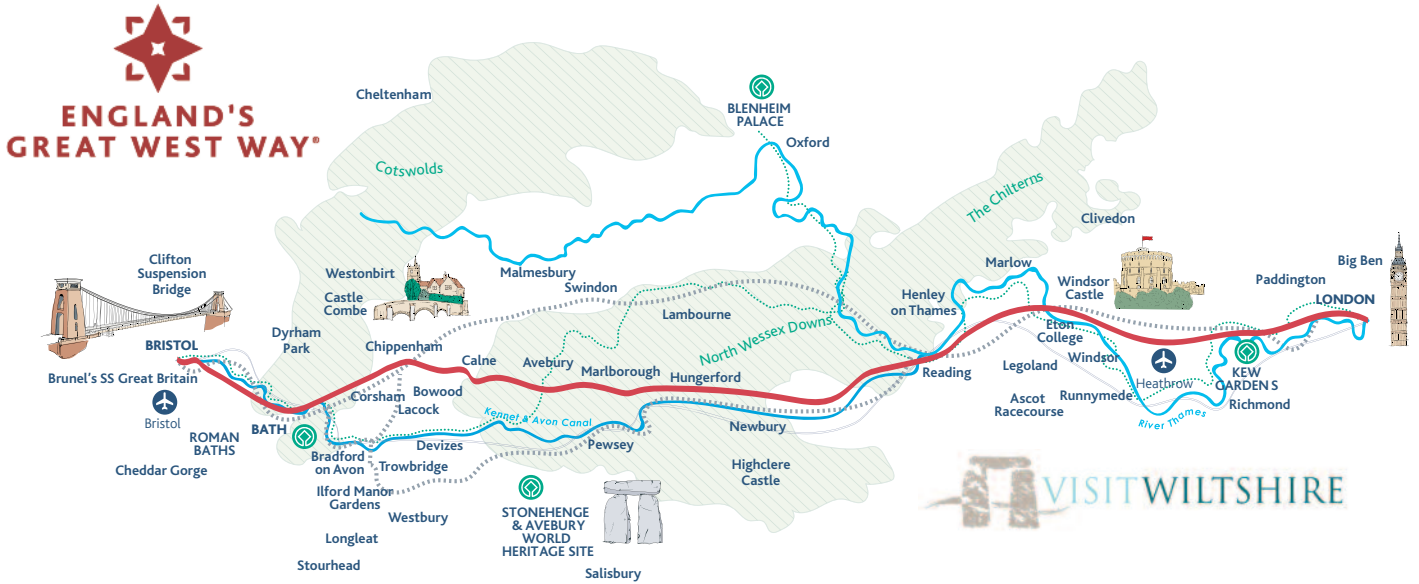 ENGLAND'S
GREAT WEST WAY®
Cheltenham
Cotswolds
BLENHEIM
PALACE
Oxford
The Chilterns
Clivedon
Clifton
Suspension
Bridge
Westonbirt
Castle
Combe
Malmesbury
Swindon
Marlow
Windsor
Castle
Paddington
Big Ben
LONDON
Henley
on Thames
Lambourne
North Wessex Downs
Dyrham
Park
BRISTOL
Chippenham
Calne
Avebury
Marlborough
Hungerford
Reading
Eton
College
Windsor
Legoland
Heathrow
KEW
GARDENS
Richmond
Runnymede
River Thames
Ascot
Racecourse
Brunel's SS Great Britain
Bristol
Corsham
Bowood
Lacock
Kennet & Avon Canal
BATH
ROMAN
BATHS
Cheddar Gorge
Bradford
on Avon
Devizes
Trowbridge
Pewsey
Newbury
Highclere
Castle
Ilford Manor
Gardens
Westbury
Longleat
Stourhead
STONEHENGE
& AVEBURY
WORLD
HERITAGE SITE
Salisbury
VISITWILTSHIRE